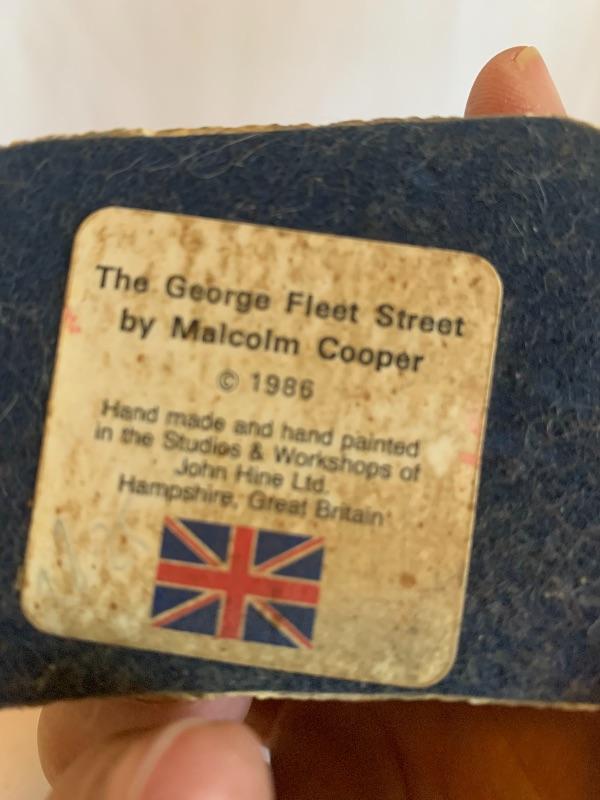 The George Fleet Street
by Malcolm Cooper
© 1986
Hand made and hand painted
in the Studios & Workshops of
John Hine Ltd.
Hampshire, Great Britain